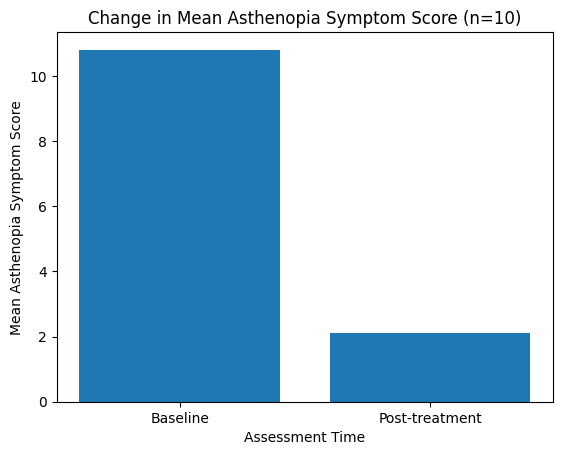 Change in Mean Asthenopia Symptom Score (n=10)
Mean Asthenopia Symptom Score
10
8
6
4
2
0
Baseline
Post-treatment
Assessment Time